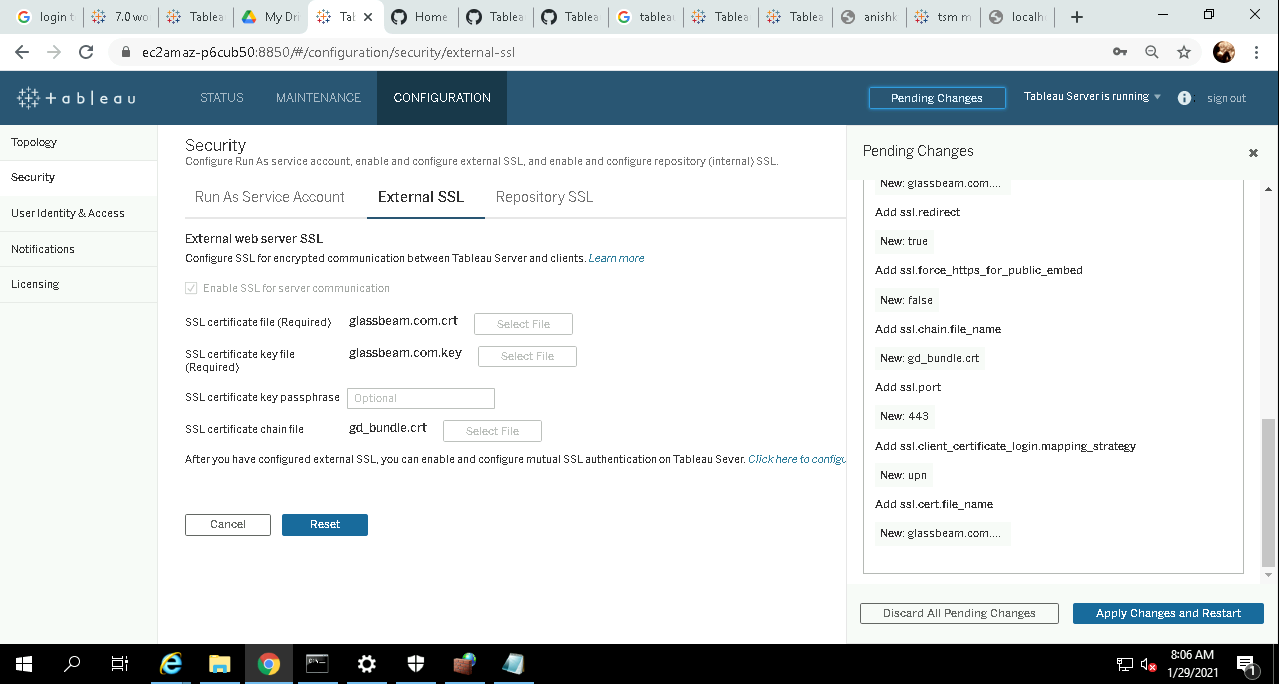 login t
7.0 wo
Tablea
My Dri
Tal
Home
Tablea
Tablea
tableau
Tablea
Tablea
anishk
tsm m
localh
ec2amaz-p6cub50:8850/#/configuration/security/external-ssl
+ableau
STATUS
MAINTENANCE
CONFIGURATION
Pending Changes
Tableau Server is running
sign out
Topology
Security
User Identity & Access
Notifications
Licensing
Security
Configure Run As service account, enable and configure external SSL, and enable and configure repository (internal) SSL.
Run As Service Account
External SSL
Repository SSL
External web server SSL
Configure SSL for encrypted communication between Tableau Server and clients. Learn more
Enable SSL for server communication
SSL certificate file (Required)
glassbeam.com.crt
Select File
SSL certificate key file
(Required)
glassbeam.com.key
Select File
SSL certificate key passphrase
Optional
SSL certificate chain file
gd_bundle.crt
Select File
After you have configured external SSL, you can enable and configure mutual SSL authentication on Tableau Sever. Click here to configu
Cancel
Reset
Pending Changes
New: glassbeam.com....
Add ssl.redirect
New: true
Add ssl.force_https_for_public_embed
New: false
Add ssl.chain.file_name
New: gd_bundle.crt
Add ssl.port
New: 443
Add ssl.client_certificate_login.mapping_strategy
New: upn
Add ssl.cert.file_name
New: glassbeam.com....
Discard All Pending Changes
Apply Changes and Restart
8:06 AM
1/29/2021
1